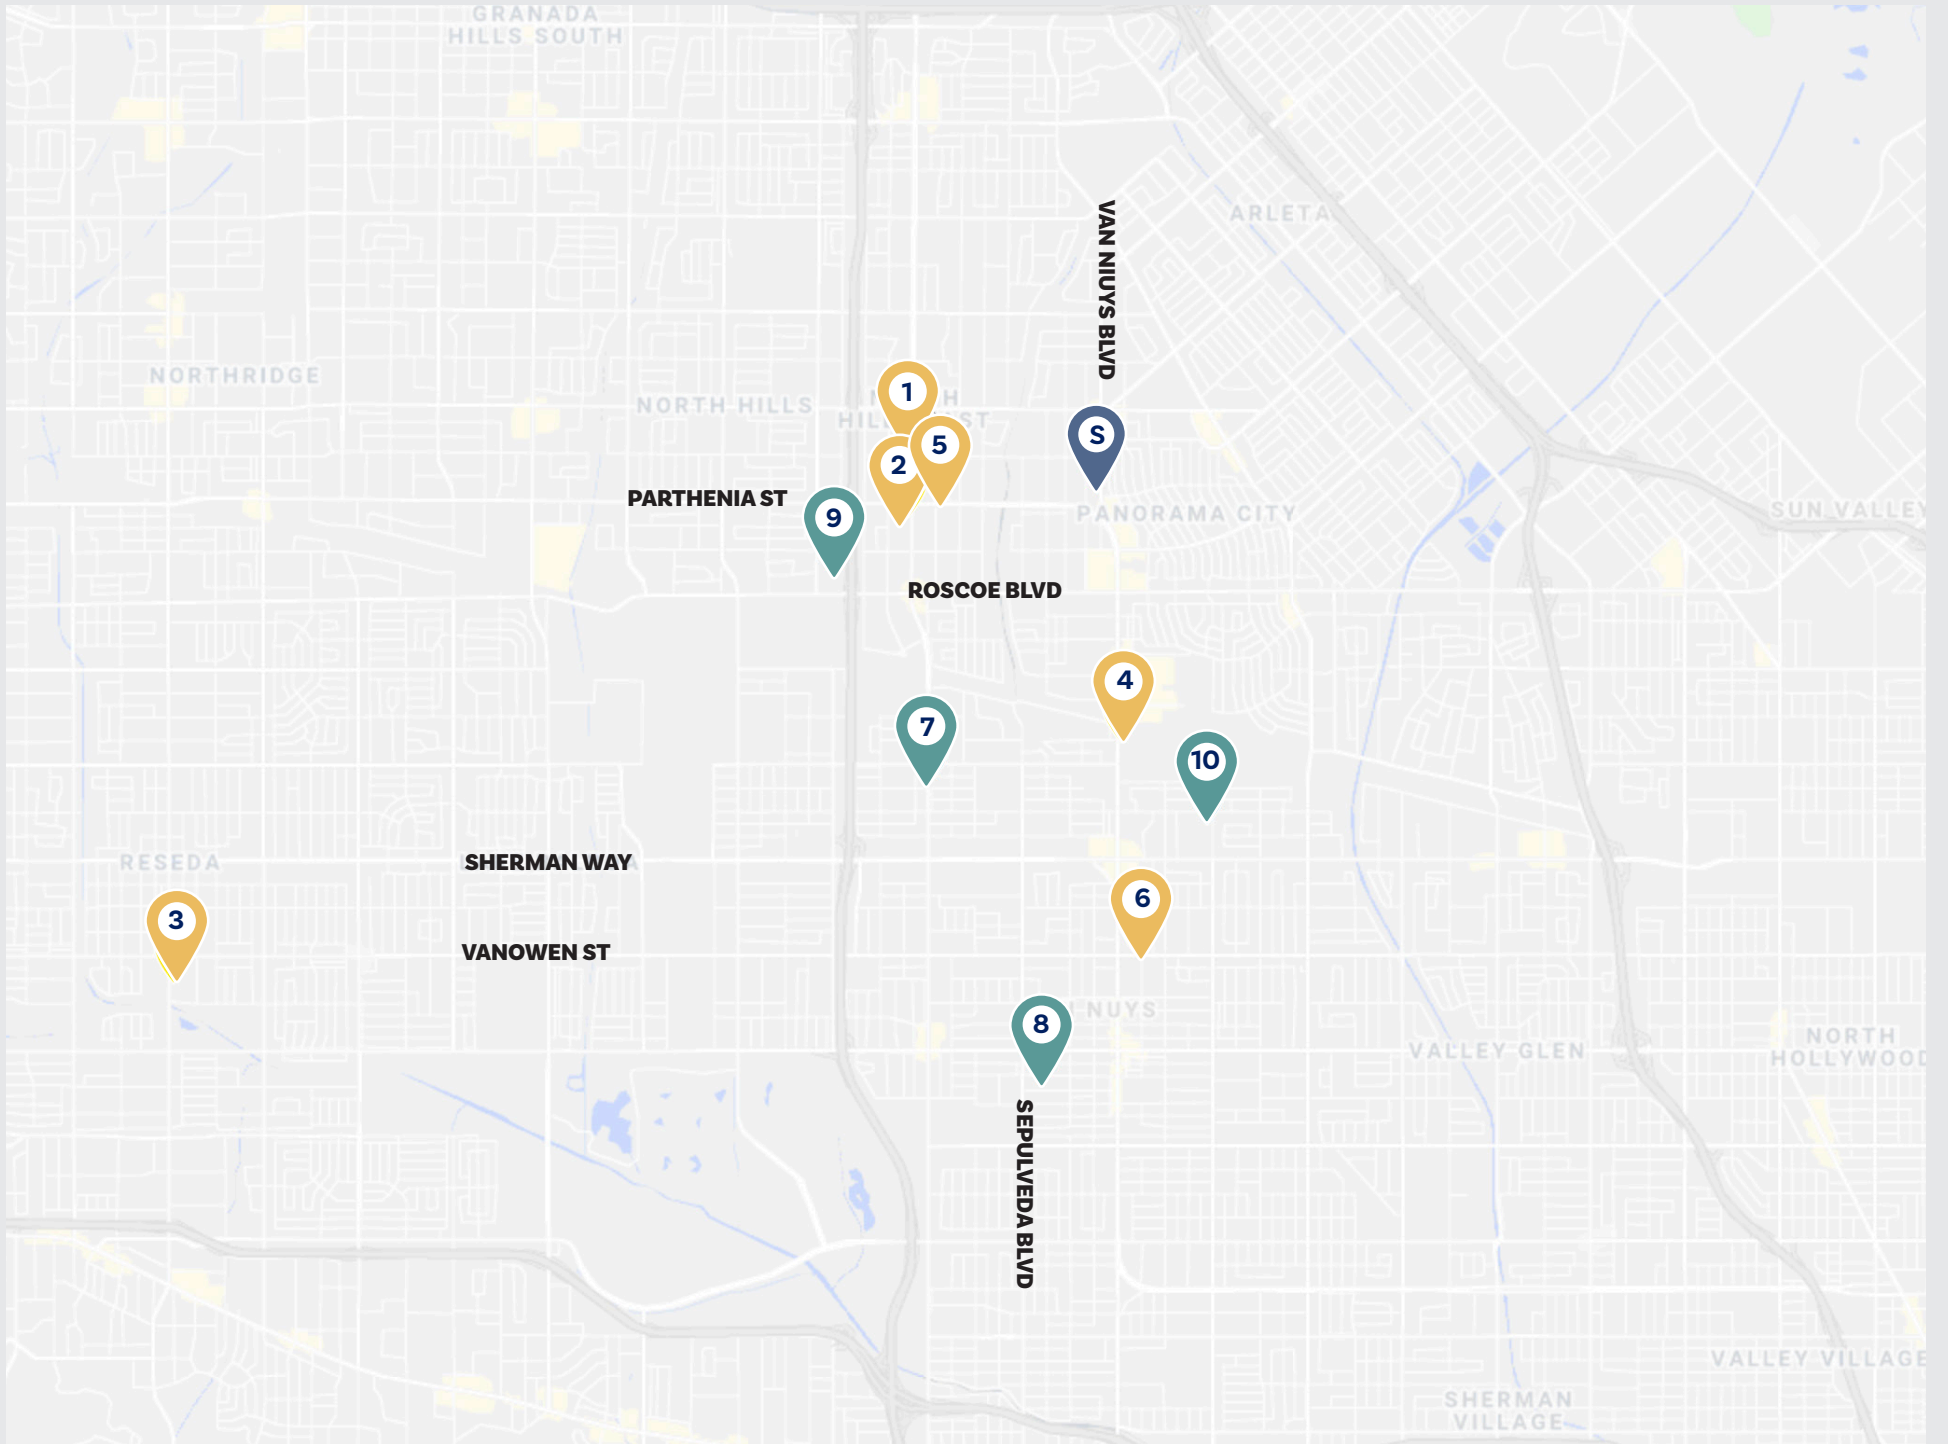 GRANADA
HILLS SOUTH
VAN NIUYS BLVD
ARLETA
NORTHRIDGE
NORTH HILLS
1
H
5
S
2
PARTHENIA ST
9
PANORAMA CITY
SUN VALLEY
ROSCOE BLVD
4
7
10
RESEDA
SHERMAN WAY
6
3
VANOWEN ST
8
NUYS
VALLEY GLEN
NORTH
HOLLYWOOD
SEPULVEDA BLVD
VALLEY VILLAGE
SHERMAN
VILLAGE